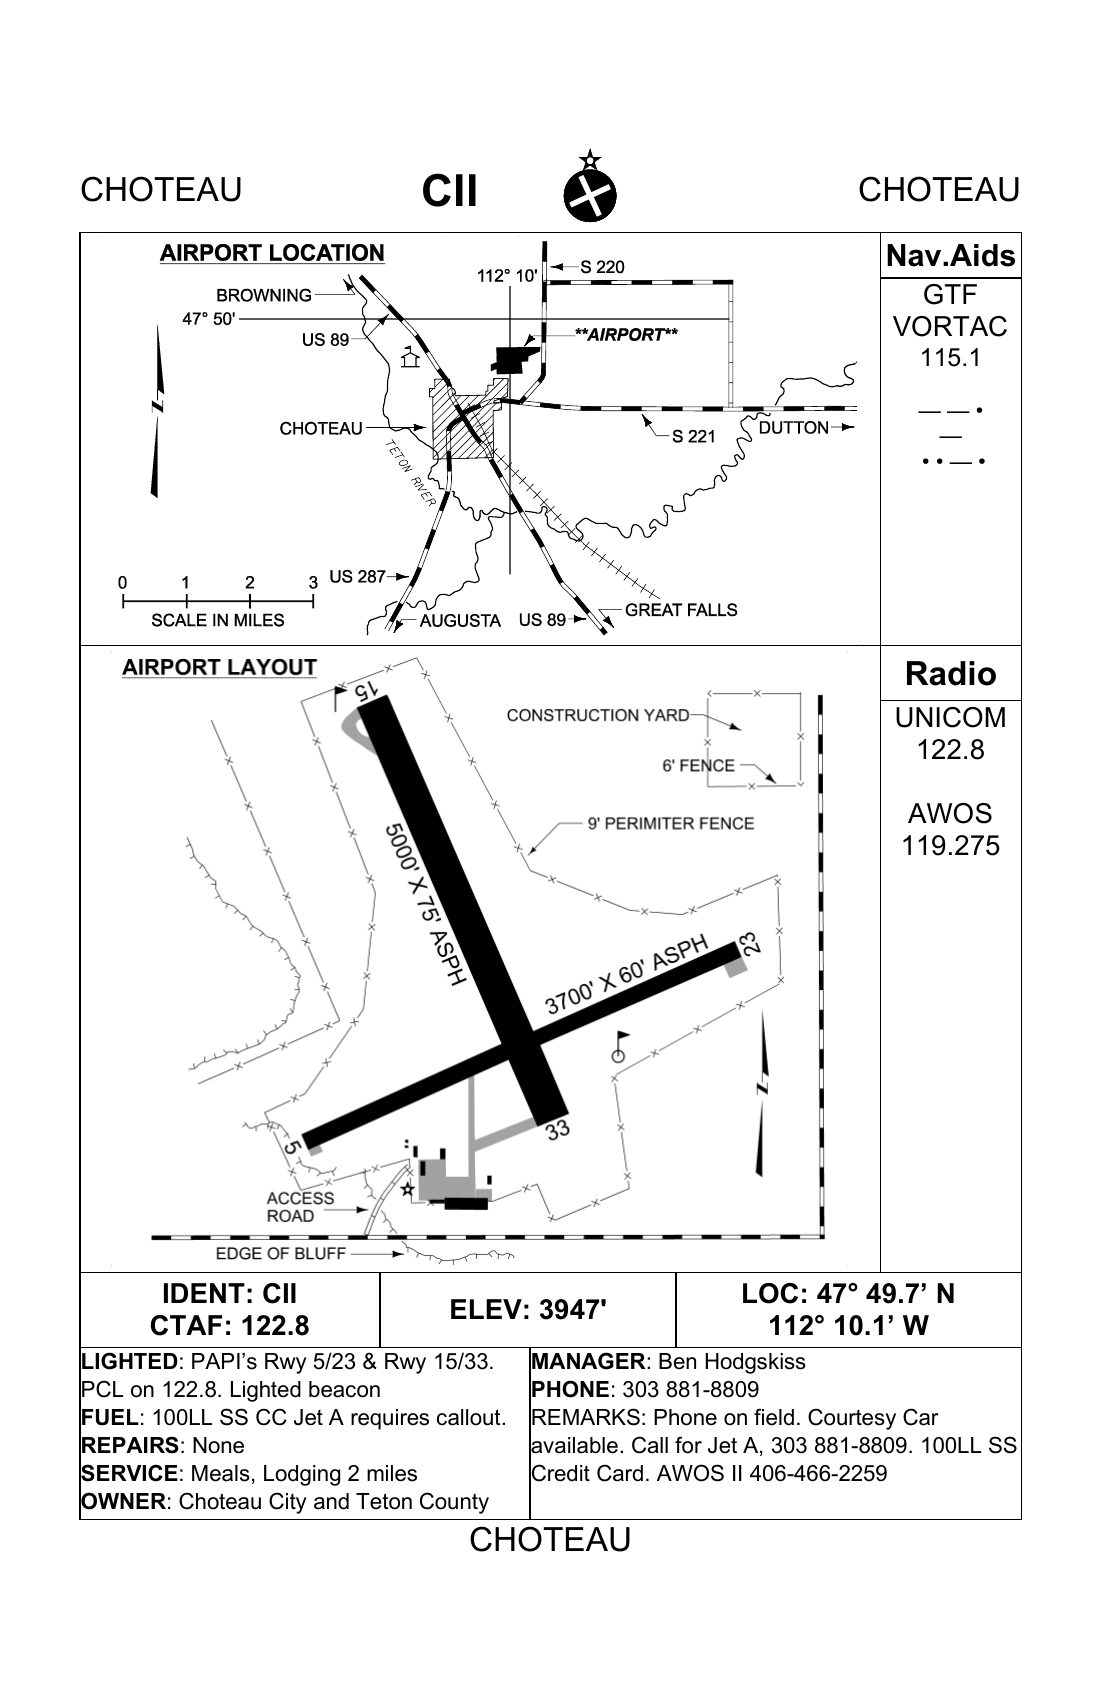 CHOTEAU CII CHOTEAU
AIRPORT LOCATION
S 220
112° 10'
BROWNING
47° 50'
US 89
**AIRPORT**
N
CHOTEAU
S 221
DUTTON
TETON RIVER
0 1 2 3
US 287
SCALE IN MILES
AUGUSTA
US 89
GREAT FALLS
Nav.Aids
GTF
VORTAC
115.1
— — •
—
• • — •
AIRPORT LAYOUT
15
CONSTRUCTION YARD
6' FENCE
9' PERIMITER FENCE
5000' X 75' ASPH
3700' X 60' ASPH
23
N
33
5
ACCESS
ROAD
EDGE OF BLUFF
Radio
UNICOM
122.8
AWOS
119.275
IDENT: CII
CTAF: 122.8
ELEV: 3947'
LOC: 47° 49.7’ N
112° 10.1’ W
LIGHTED: PAPI’s Rwy 5/23 & Rwy 15/33.
PCL on 122.8. Lighted beacon
FUEL: 100LL SS CC Jet A requires callout.
REPAIRS: None
SERVICE: Meals, Lodging 2 miles
OWNER: Choteau City and Teton County
MANAGER: Ben Hodgskiss
PHONE: 303 881-8809
REMARKS: Phone on field. Courtesy Car
available. Call for Jet A, 303 881-8809. 100LL SS
Credit Card. AWOS II 406-466-2259
CHOTEAU